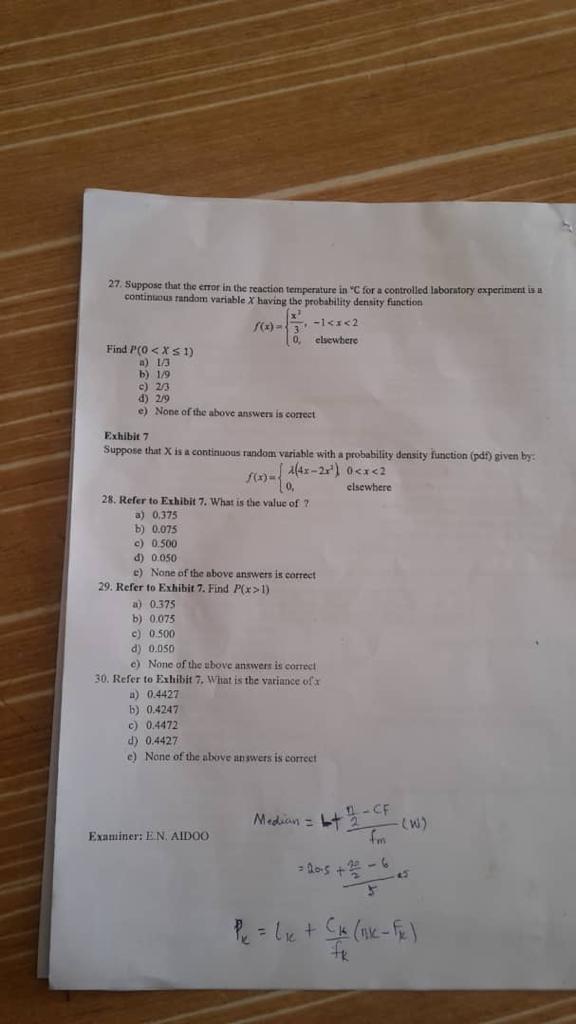 27. Suppose that the error in the reaction temperature in °C for a controlled laboratory experiment is a
continuous random variable X having the probability density function
f(x) = { x²/3, -1<x<2
0, elsewhere
Find P(0 < X ≤ 1)
a) 1/3
b) 1/9
c) 2/3
d) 2/9
e) None of the above answers is correct
Exhibit 7
Suppose that X is a continuous random variable with a probability density function (pdf) given by:
f(x) = { λ(4x-2x²) 0<x<2
0, elsewhere
28. Refer to Exhibit 7. What is the value of ?
a) 0.375
b) 0.075
c) 0.500
d) 0.050
e) None of the above answers is correct
29. Refer to Exhibit 7. Find P(x>1)
a) 0.375
b) 0.075
c) 0.500
d) 0.050
e) None of the above answers is correct
30. Refer to Exhibit 7. What is the variance of x
a) 0.4427
b) 0.4247
c) 0.4472
d) 0.4427
e) None of the above answers is correct
Median = L+ (n/2 - CF)/fm (W)
Examiner: E.N. AIDOO
= 20.5 + (20/2 - 6)/5
Pk = lk + Ck/fk (nk - Fk)